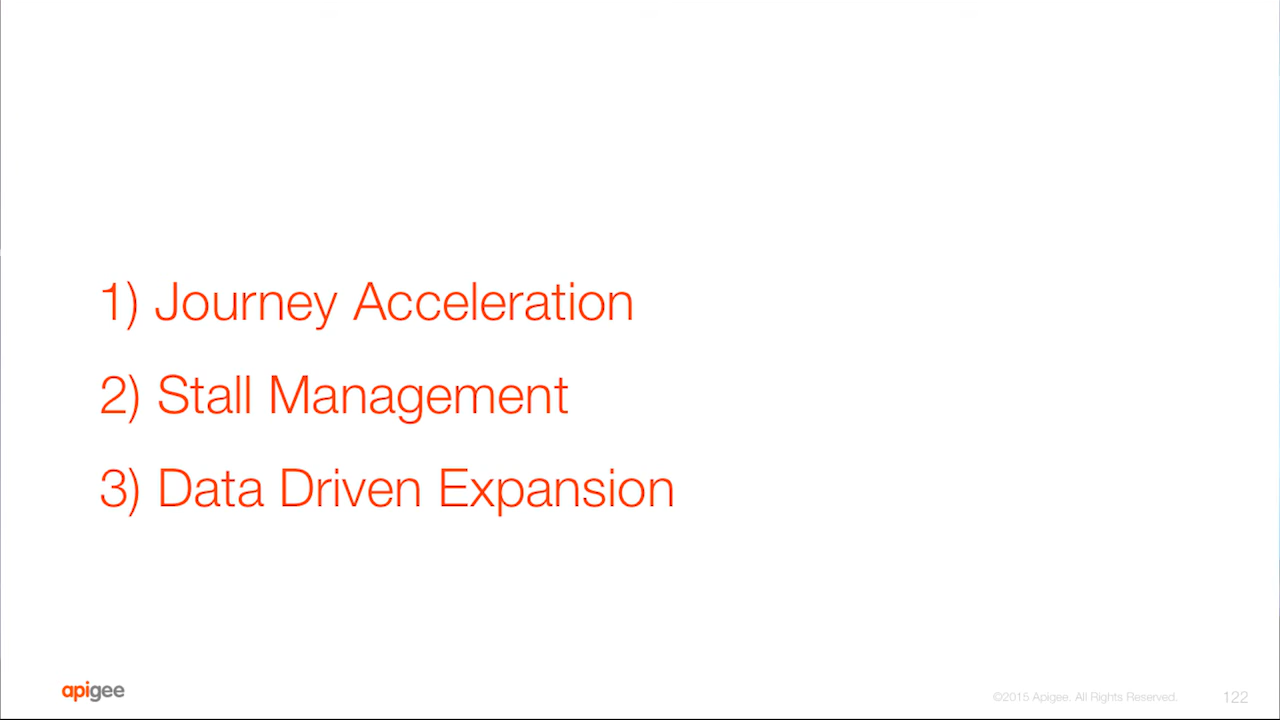 1) Journey Acceleration
2) Stall Management
3) Data Driven Expansion
apigee
©2015 Apigee. All Rights Reserved.
122